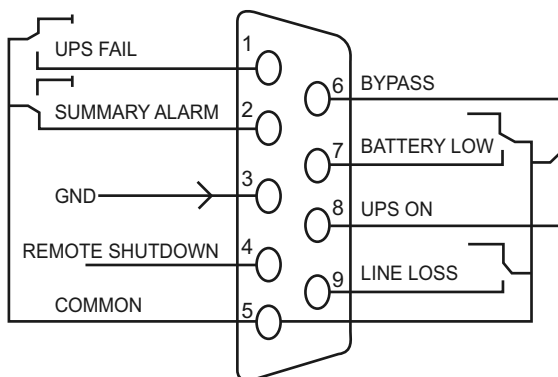 UPS FAIL
1
SUMMARY ALARM
2
GND
3
REMOTE SHUTDOWN
4
COMMON
5
6
BYPASS
7
BATTERY LOW
8
UPS ON
9
LINE LOSS